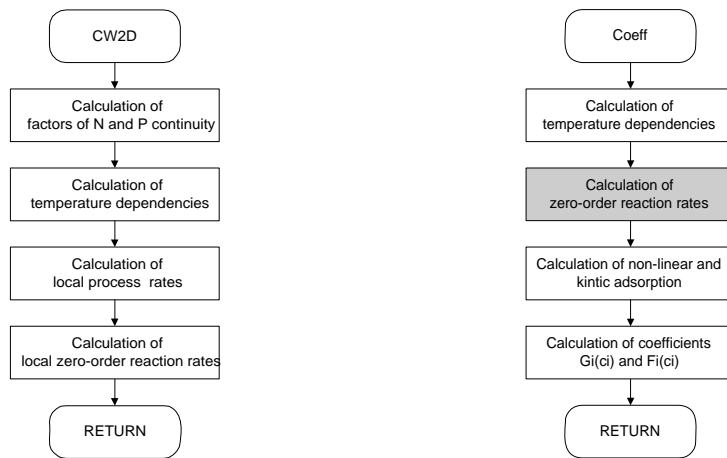 CW2D
Calculation of
factors of N and P continuity
Calculation of
temperature dependencies
Calculation of
local process rates
Calculation of
local zero-order reaction rates
RETURN
Coeff
Calculation of
temperature dependencies
Calculation of
zero-order reaction rates
Calculation of non-linear and
kintic adsorption
Calculation of coefficients
Gi(ci) and Fi(ci)
RETURN